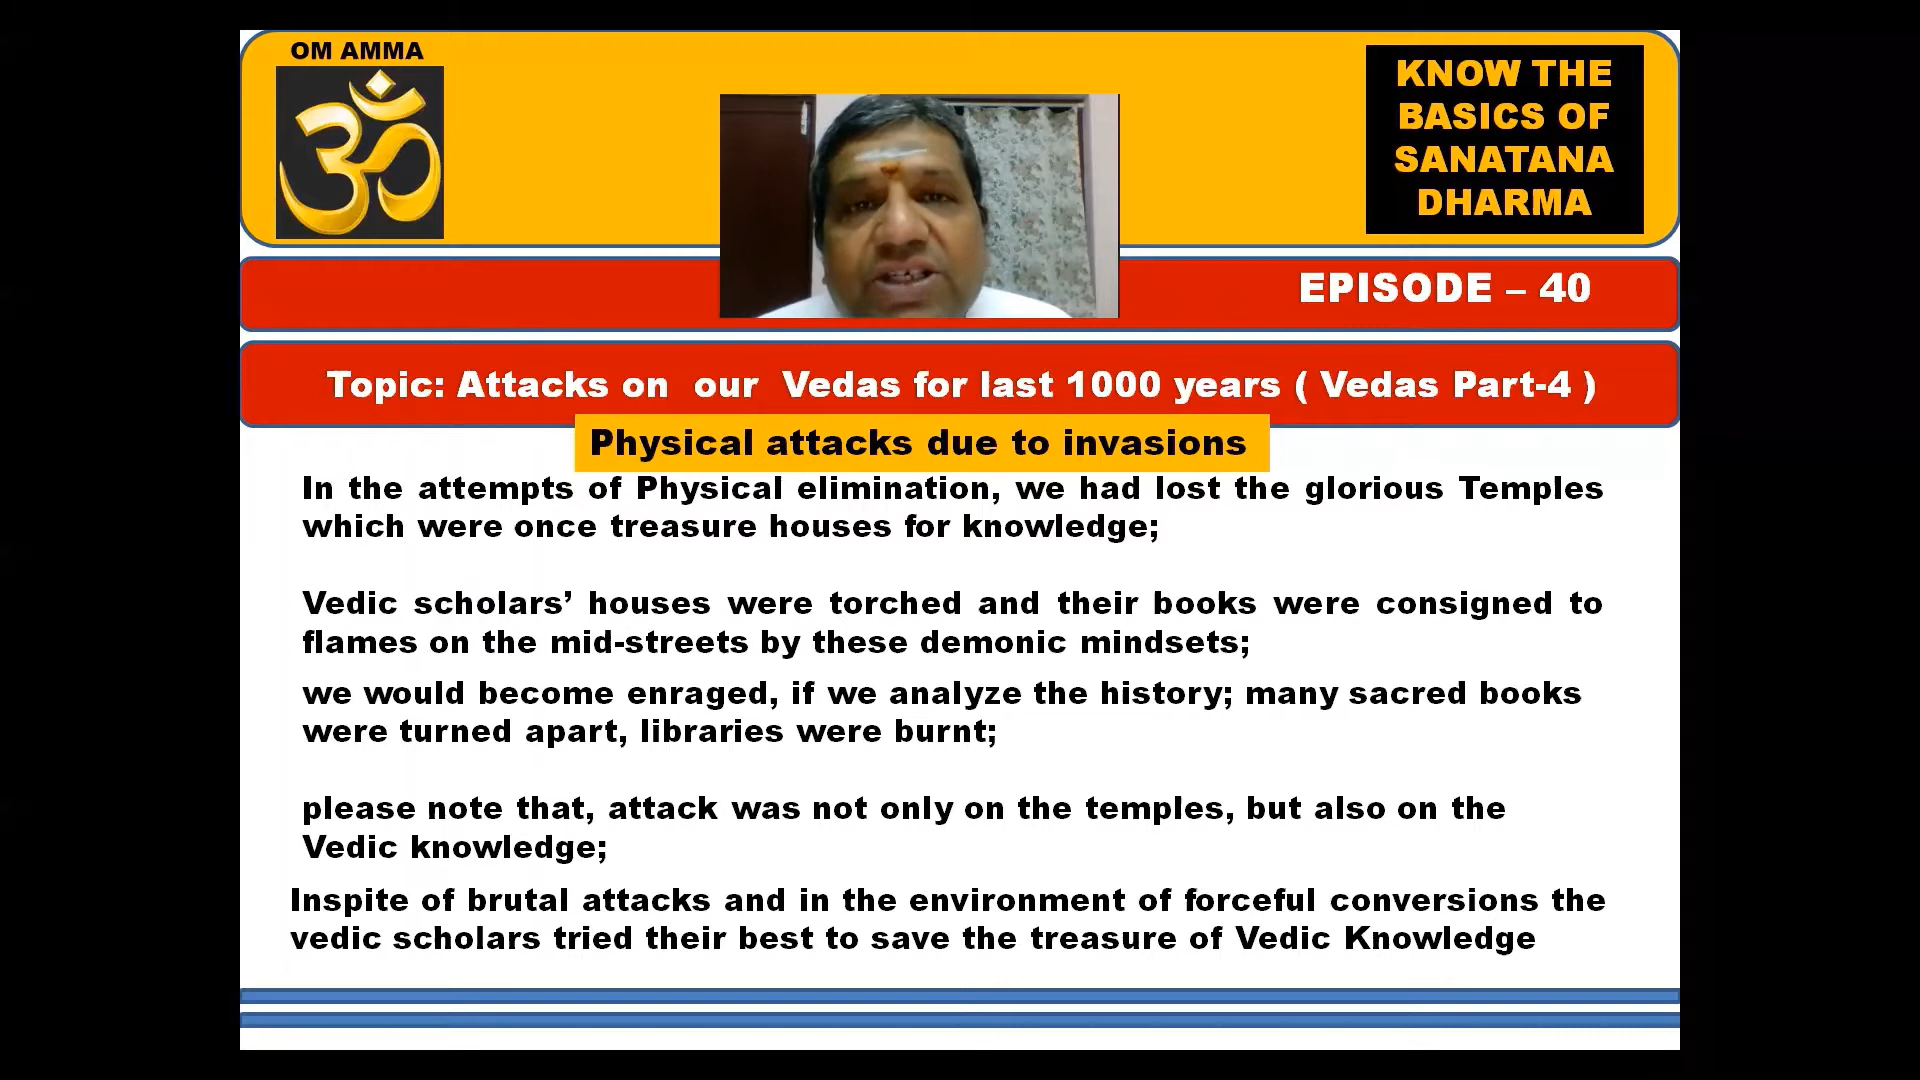 OM AMMA
KNOW THE
BASICS OF
SANATANA
DHARMA
EPISODE – 40
Topic: Attacks on our Vedas for last 1000 years ( Vedas Part-4 )
Physical attacks due to invasions
In the attempts of Physical elimination, we had lost the glorious Temples
which were once treasure houses for knowledge;
Vedic scholars’ houses were torched and their books were consigned to
flames on the mid-streets by these demonic mindsets;
we would become enraged, if we analyze the history; many sacred books
were turned apart, libraries were burnt;
please note that, attack was not only on the temples, but also on the
Vedic knowledge;
Inspite of brutal attacks and in the environment of forceful conversions the
vedic scholars tried their best to save the treasure of Vedic Knowledge